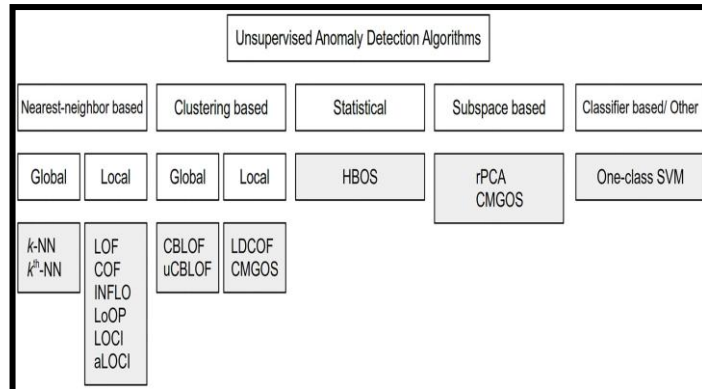 Unsupervised Anomaly Detection Algorithms
Nearest-neighbor based
Clustering based
Statistical
Subspace based
Classifier based/ Other
Global
Local
Global
Local
HBOS
rPCA
CMGOS
One-class SVM
k-NN
kth-NN
LOF
COF
INFLO
LoOP
LOCI
aLOCI
CBLOF
uCBLOF
LDCOF
CMGOS